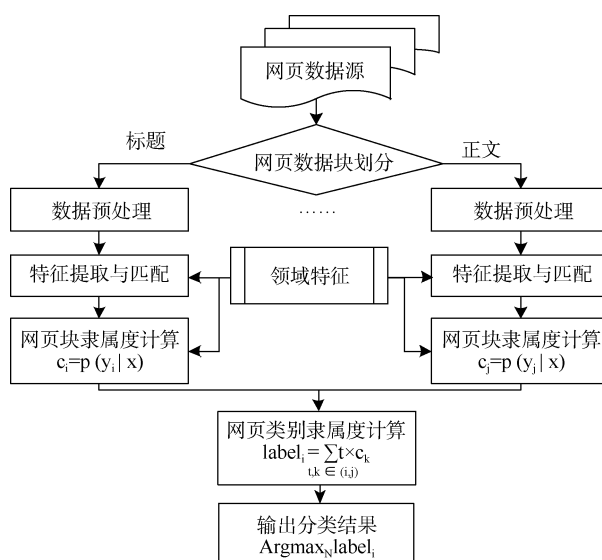 网页数据源
标题
网页数据块划分
正文
数据预处理
……
数据预处理
特征提取与匹配
领域特征
特征提取与匹配
网页块隶属度计算
cᵢ=p (yᵢ | x)
网页块隶属度计算
cⱼ=p (yⱼ | x)
网页类别隶属度计算
labelᵢ = ∑t×cₖ
t,k ∈ (i,j)
输出分类结果
Argmax_N labelᵢ